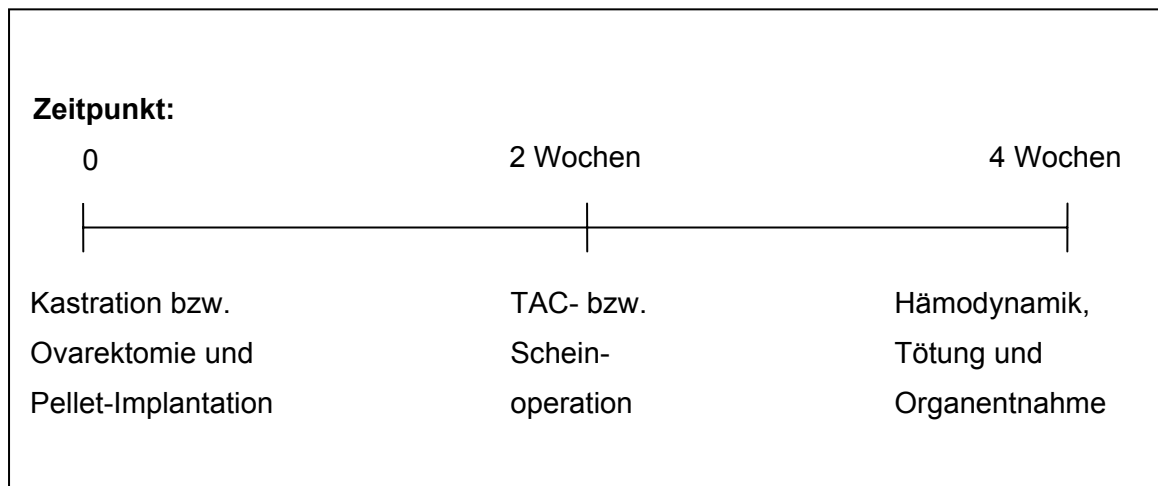 Zeitpunkt:
0
2 Wochen
4 Wochen
Kastration bzw.
Ovarektomie und
Pellet-Implantation
TAC- bzw.
Schein-
operation
Hämodynamik,
Tötung und
Organentnahme